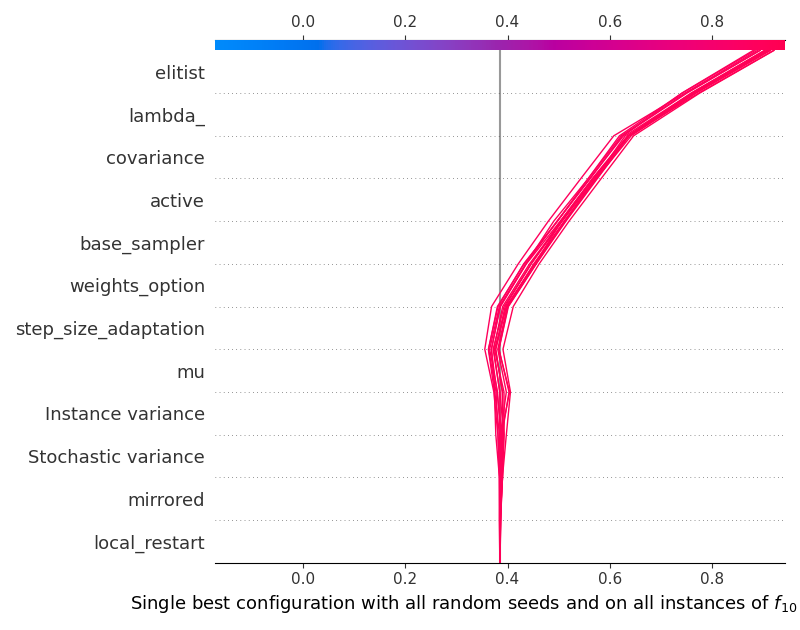 0.0 0.2 0.4 0.6 0.8
elitist
lambda_
covariance
active
base_sampler
weights_option
step_size_adaptation
mu
Instance variance
Stochastic variance
mirrored
local_restart
0.0 0.2 0.4 0.6 0.8
Single best configuration with all random seeds and on all instances of f10